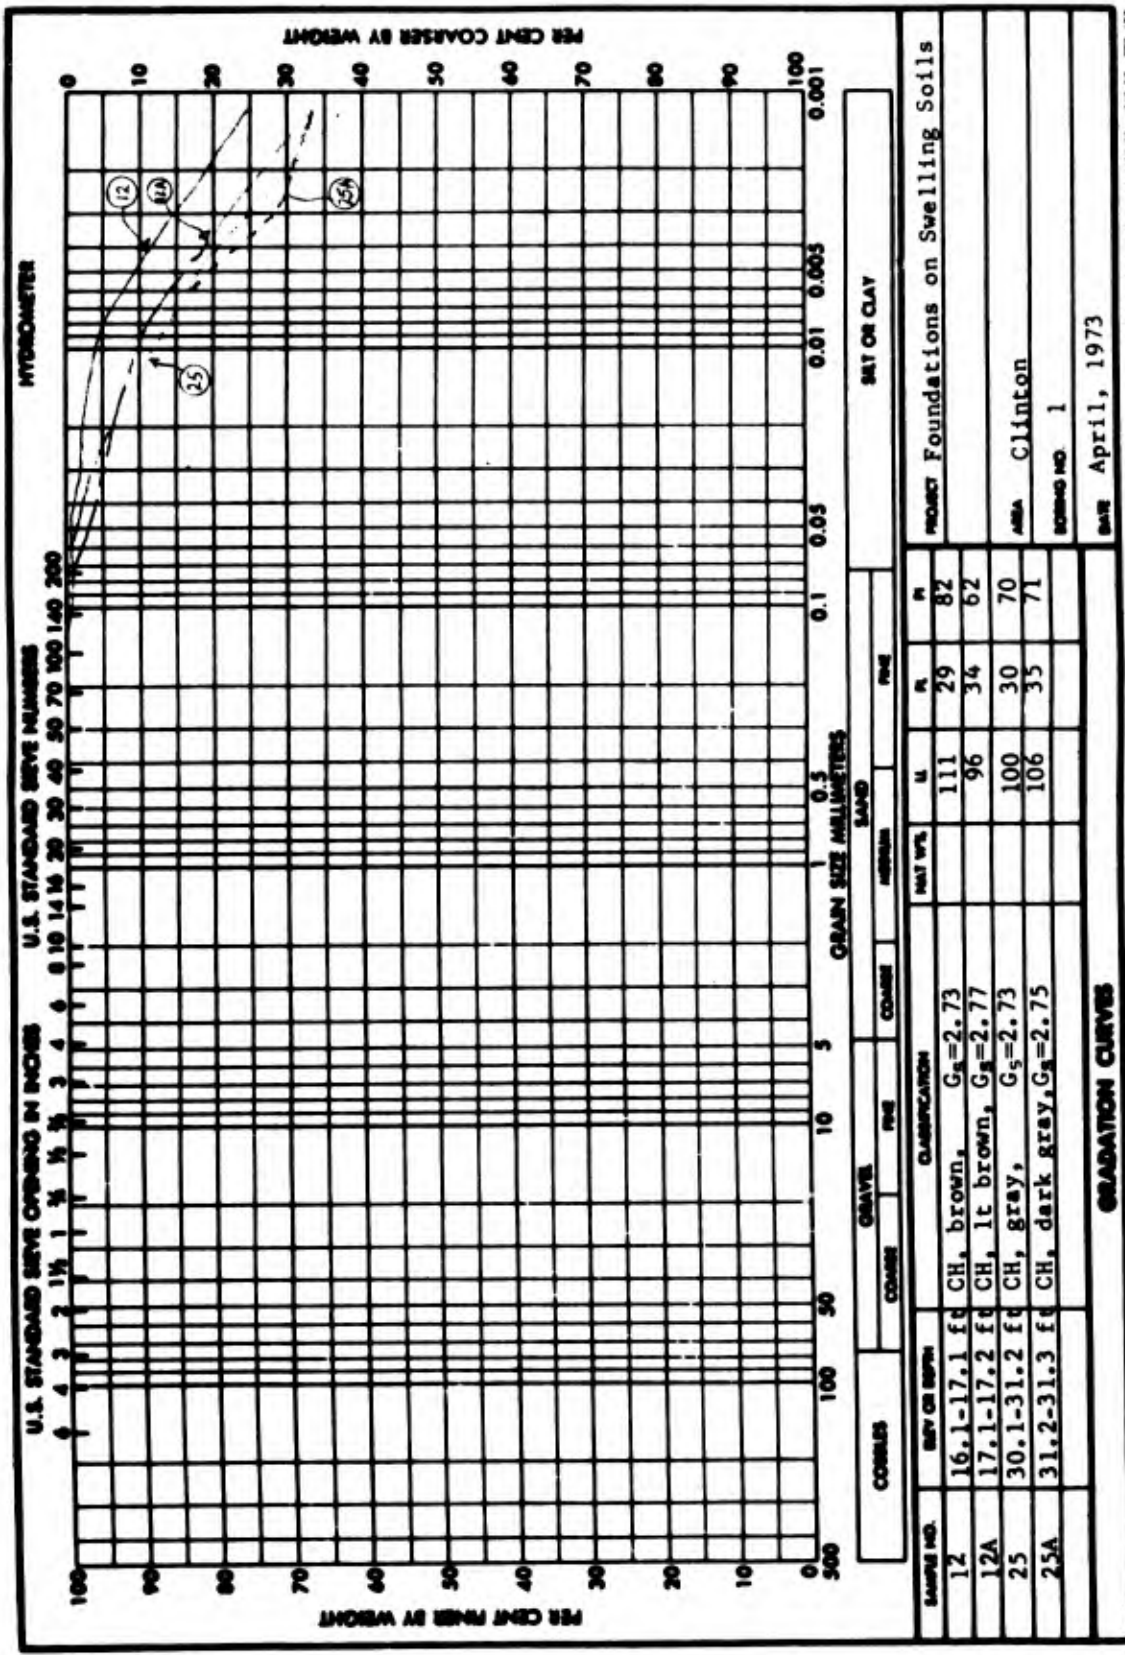 U.S. STANDARD SIEVE OPENING IN INCHES U.S. STANDARD SIEVE NUMBERS HYDROMETER
6 4 3 2 1½ 1 ¾ ½ ⅜ 3 4 6 8 10 14 16 20 30 40 50 70 100 140 200
PER CENT FINER BY WEIGHT
100
90
80
70
60
50
40
30
20
10
0
PER CENT COARSER BY WEIGHT
0
10
20
30
40
50
60
70
80
90
100
12
12A
25
25A
500 100 50 10 5 1 0.5 0.1 0.05 0.01 0.005 0.001
GRAIN SIZE MILLIMETERS
COBBLES GRAVEL SAND SILT OR CLAY
COARSE FINE COARSE MEDIUM FINE
SAMPLE NO. ELEV OR DEPTH CLASSIFICATION NAT W% LL PL PI
12 16.1-17.1 ft CH, brown, Gs=2.73 111 29 82
12A 17.1-17.2 ft CH, lt brown, Gs=2.77 96 34 62
25 30.1-31.2 ft CH, gray, Gs=2.73 100 30 70
25A 31.2-31.3 ft CH, dark gray, Gs=2.75 106 35 71
PROJECT Foundations on Swelling Soils
AREA Clinton
BORING NO. 1
DATE April, 1973
GRADATION CURVES